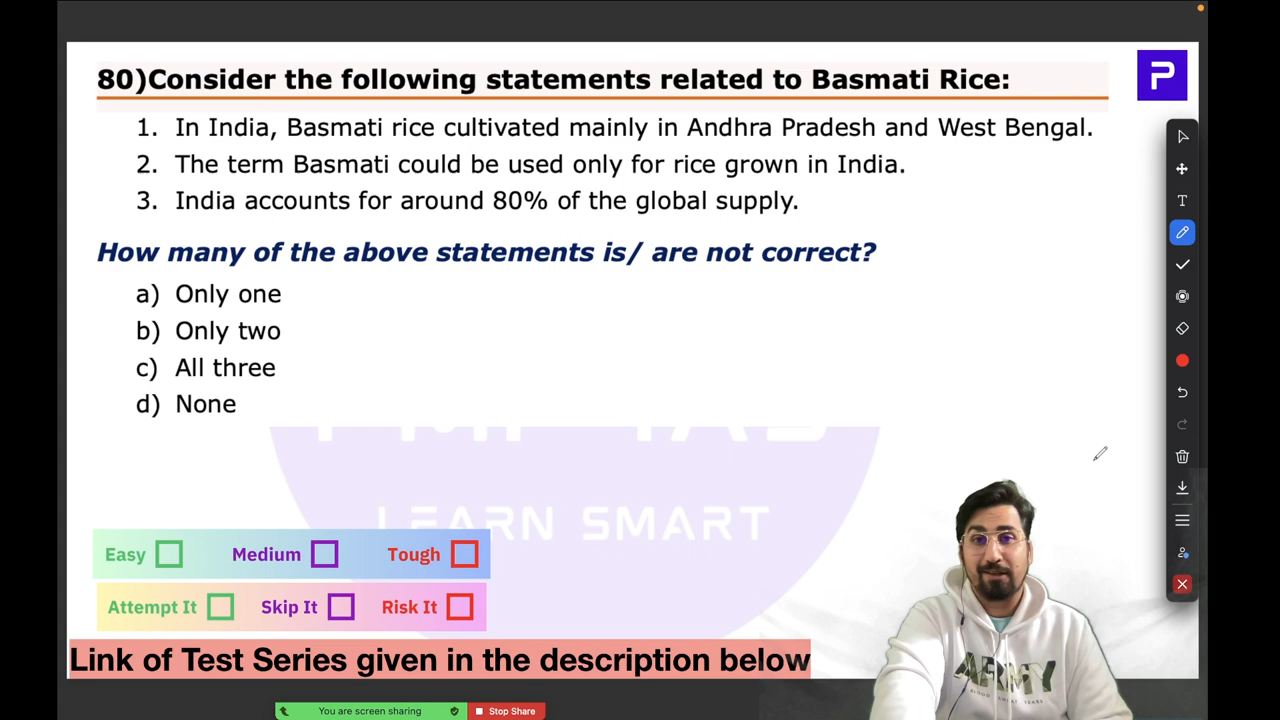 80)Consider the following statements related to Basmati Rice:
P
1. In India, Basmati rice cultivated mainly in Andhra Pradesh and West Bengal.
2. The term Basmati could be used only for rice grown in India.
3. India accounts for around 80% of the global supply.
How many of the above statements is/ are not correct?
a) Only one
b) Only two
c) All three
d) None
LEARN SMART
Easy Medium Tough
Attempt It Skip It Risk It
Link of Test Series given in the description below
ARMY
You are screen sharing Stop Share
T